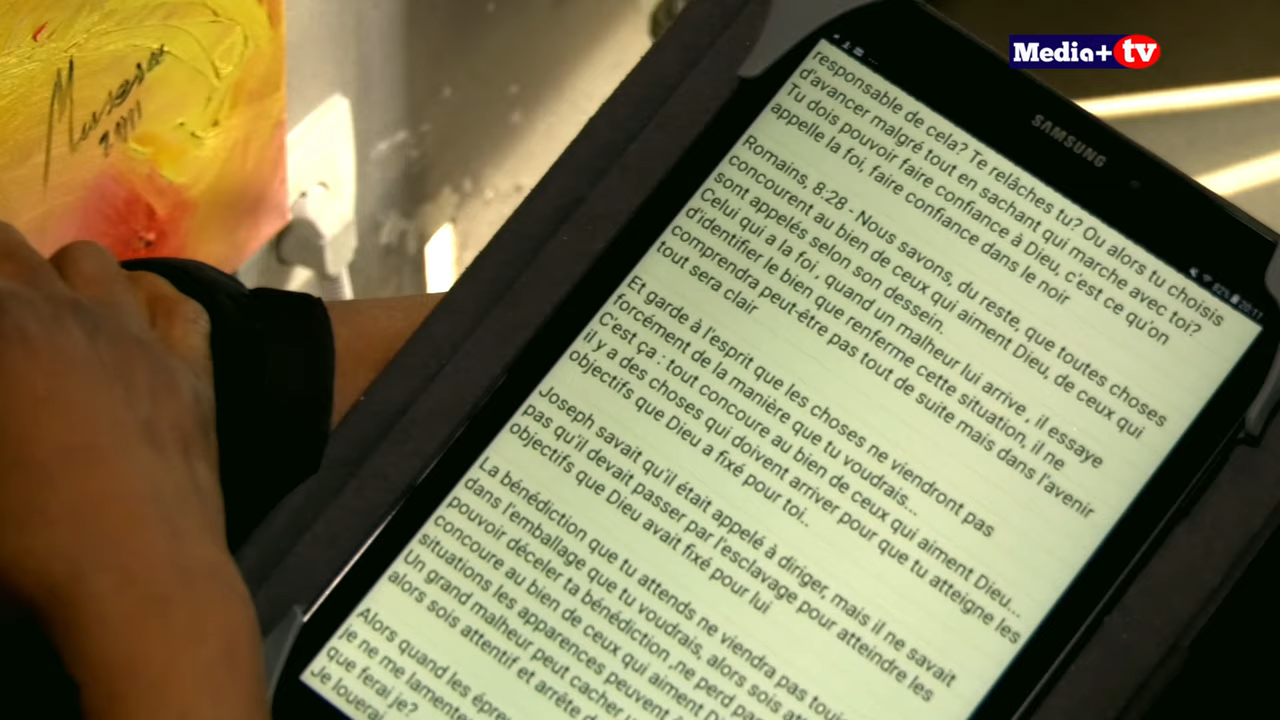 Media+ tv
Musesa
2011
SAMSUNG
82% 20:11
responsable de cela? Te relâches tu? Ou alors tu choisis
d'avancer malgré tout en sachant qui marche avec toi?
Tu dois pouvoir faire confiance à Dieu, c'est ce qu'on
appelle la foi, faire confiance dans le noir
Romains, 8:28 - Nous savons, du reste, que toutes choses
concourent au bien de ceux qui aiment Dieu, de ceux qui
sont appelés selon son dessein.
Celui qui a la foi, quand un malheur lui arrive , il essaye
d'identifier le bien que renferme cette situation, il ne
comprendra peut-être pas tout de suite mais dans l'avenir
tout sera clair
Et garde à l'esprit que les choses ne viendront pas
forcément de la manière que tu voudrais...
C'est ça : tout concoure au bien de ceux qui aiment Dieu...
il y a des choses qui doivent arriver pour que tu atteigne les
objectifs que Dieu a fixé pour toi..
Joseph savait qu'il était appelé à diriger, mais il ne savait
pas qu'il devait passer par l'esclavage pour atteindre les
objectifs que Dieu avait fixé pour lui
La bénédiction que tu attends ne viendra pas
dans l'emballage que tu voudrais, alors sois
pouvoir déceler ta bénédiction ,ne perd
concoure au bien de ceux qui aiment
situations les apparences peuvent
Un grand malheur peut cacher
alors sois attentif et arrête
Alors quand les
je ne me
que ferai je?
Je louerai